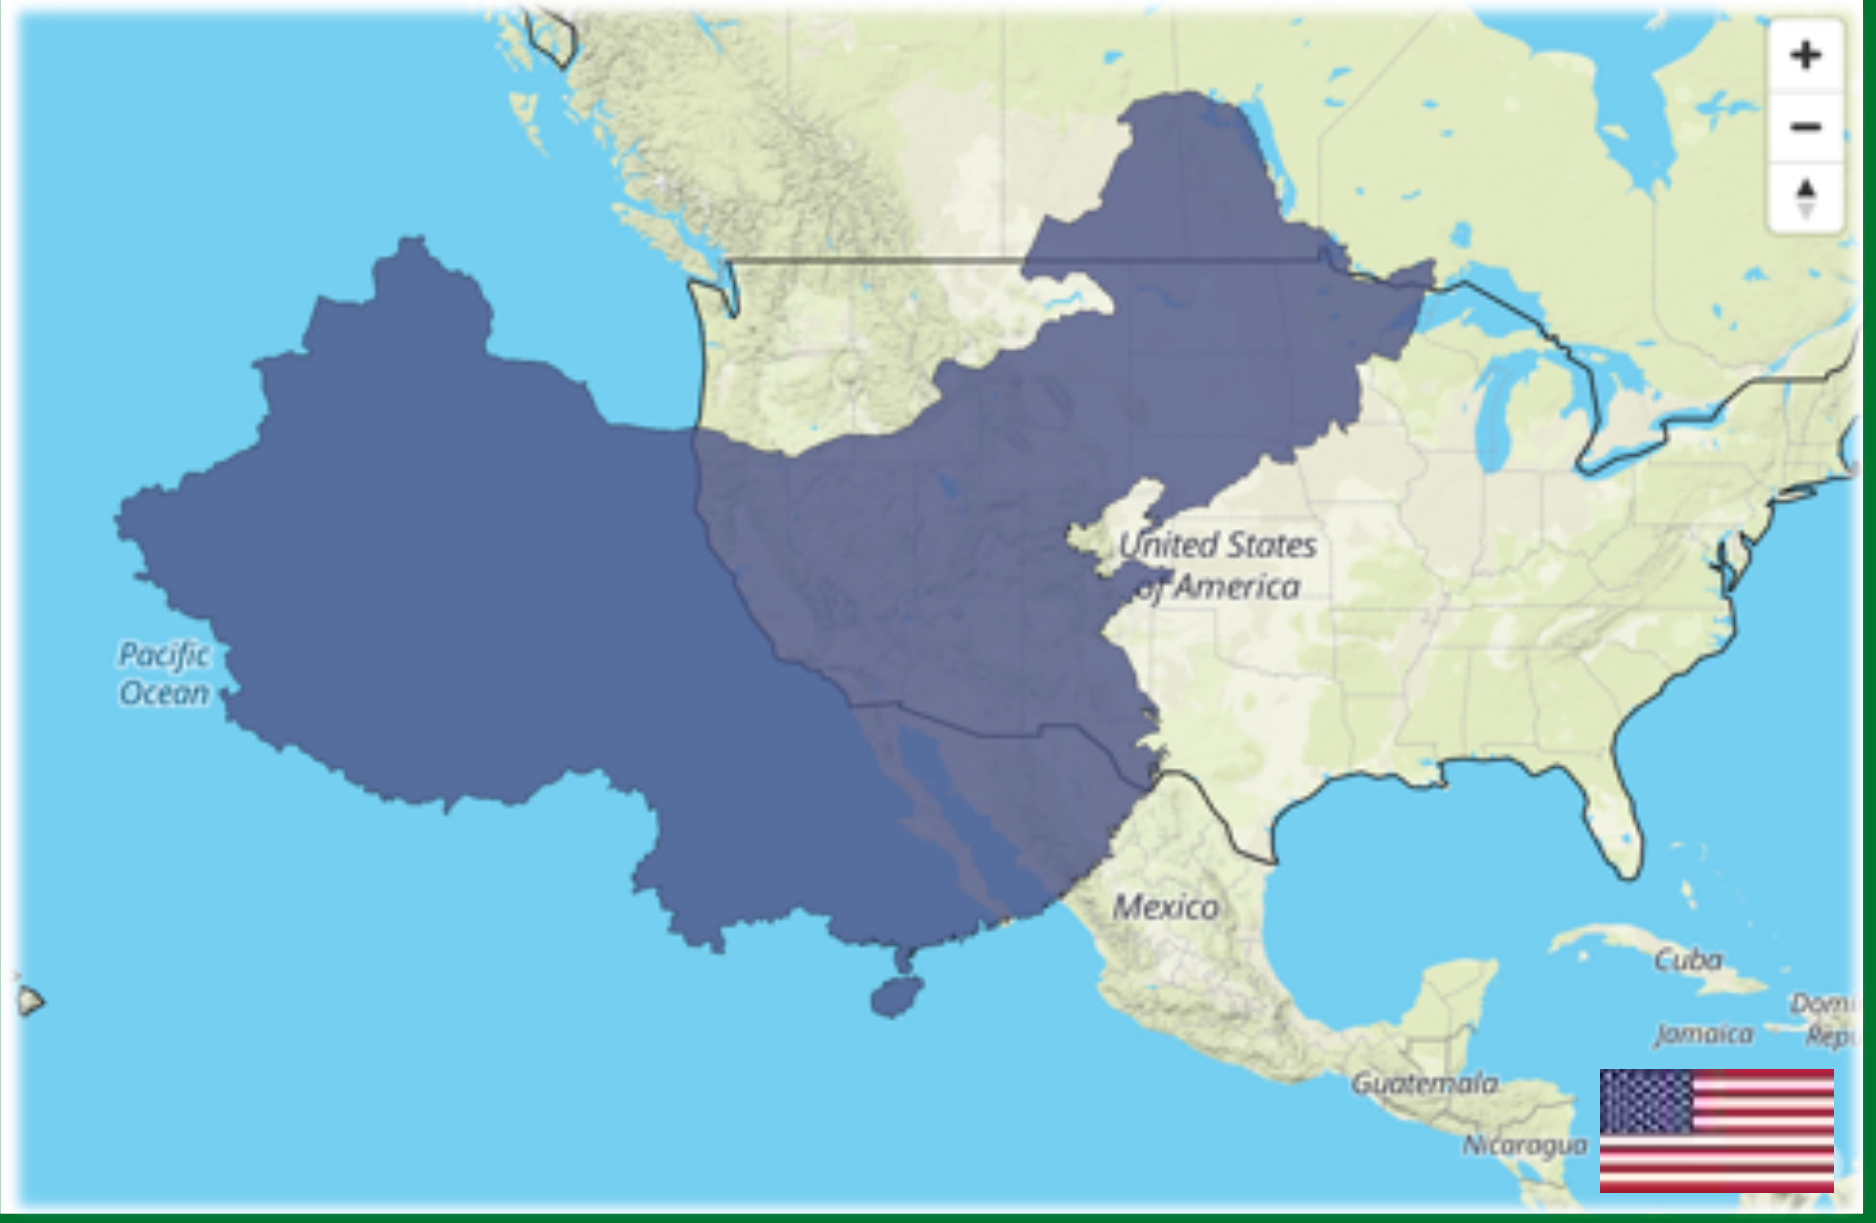 +
−
United States
of America
Pacific
Ocean
Mexico
Cuba
Jamaica
Guatemala
Nicaragua